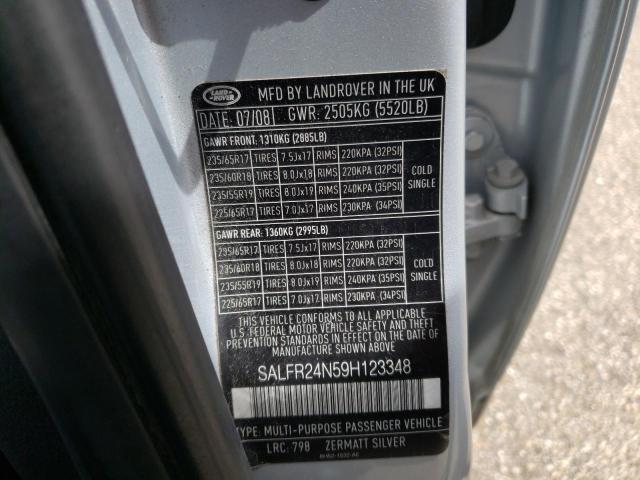 LAND ROVER
MFD BY LANDROVER IN THE UK
DATE: 07/08 GWR: 2505KG (5520LB)
GAWR FRONT: 1310KG (2885LB)
235/65R17 TIRES 7.5Jx17 RIMS 220KPA (32PSI)
235/60R18 TIRES 8.0Jx18 RIMS 220KPA (32PSI)
235/55R19 TIRES 8.0Jx19 RIMS 240KPA (35PSI)
225/65R17 TIRES 7.0Jx17 RIMS 230KPA (34PSI)
COLD SINGLE
GAWR REAR: 1360KG (2995LB)
235/65R17 TIRES 7.5Jx17 RIMS 220KPA (32PSI)
235/60R18 TIRES 8.0Jx18 RIMS 220KPA (32PSI)
235/55R19 TIRES 8.0Jx19 RIMS 240KPA (35PSI)
225/65R17 TIRES 7.0Jx17 RIMS 230KPA (34PSI)
COLD SINGLE
THIS VEHICLE CONFORMS TO ALL APPLICABLE
U.S. FEDERAL MOTOR VEHICLE SAFETY AND THEFT
PREVENTION STANDARDS IN EFFECT ON THE DATE
OF MANUFACTURE SHOWN ABOVE.
SALFR24N59H123348
TYPE: MULTI-PURPOSE PASSENGER VEHICLE
LRC: 798 ZERMATT SILVER